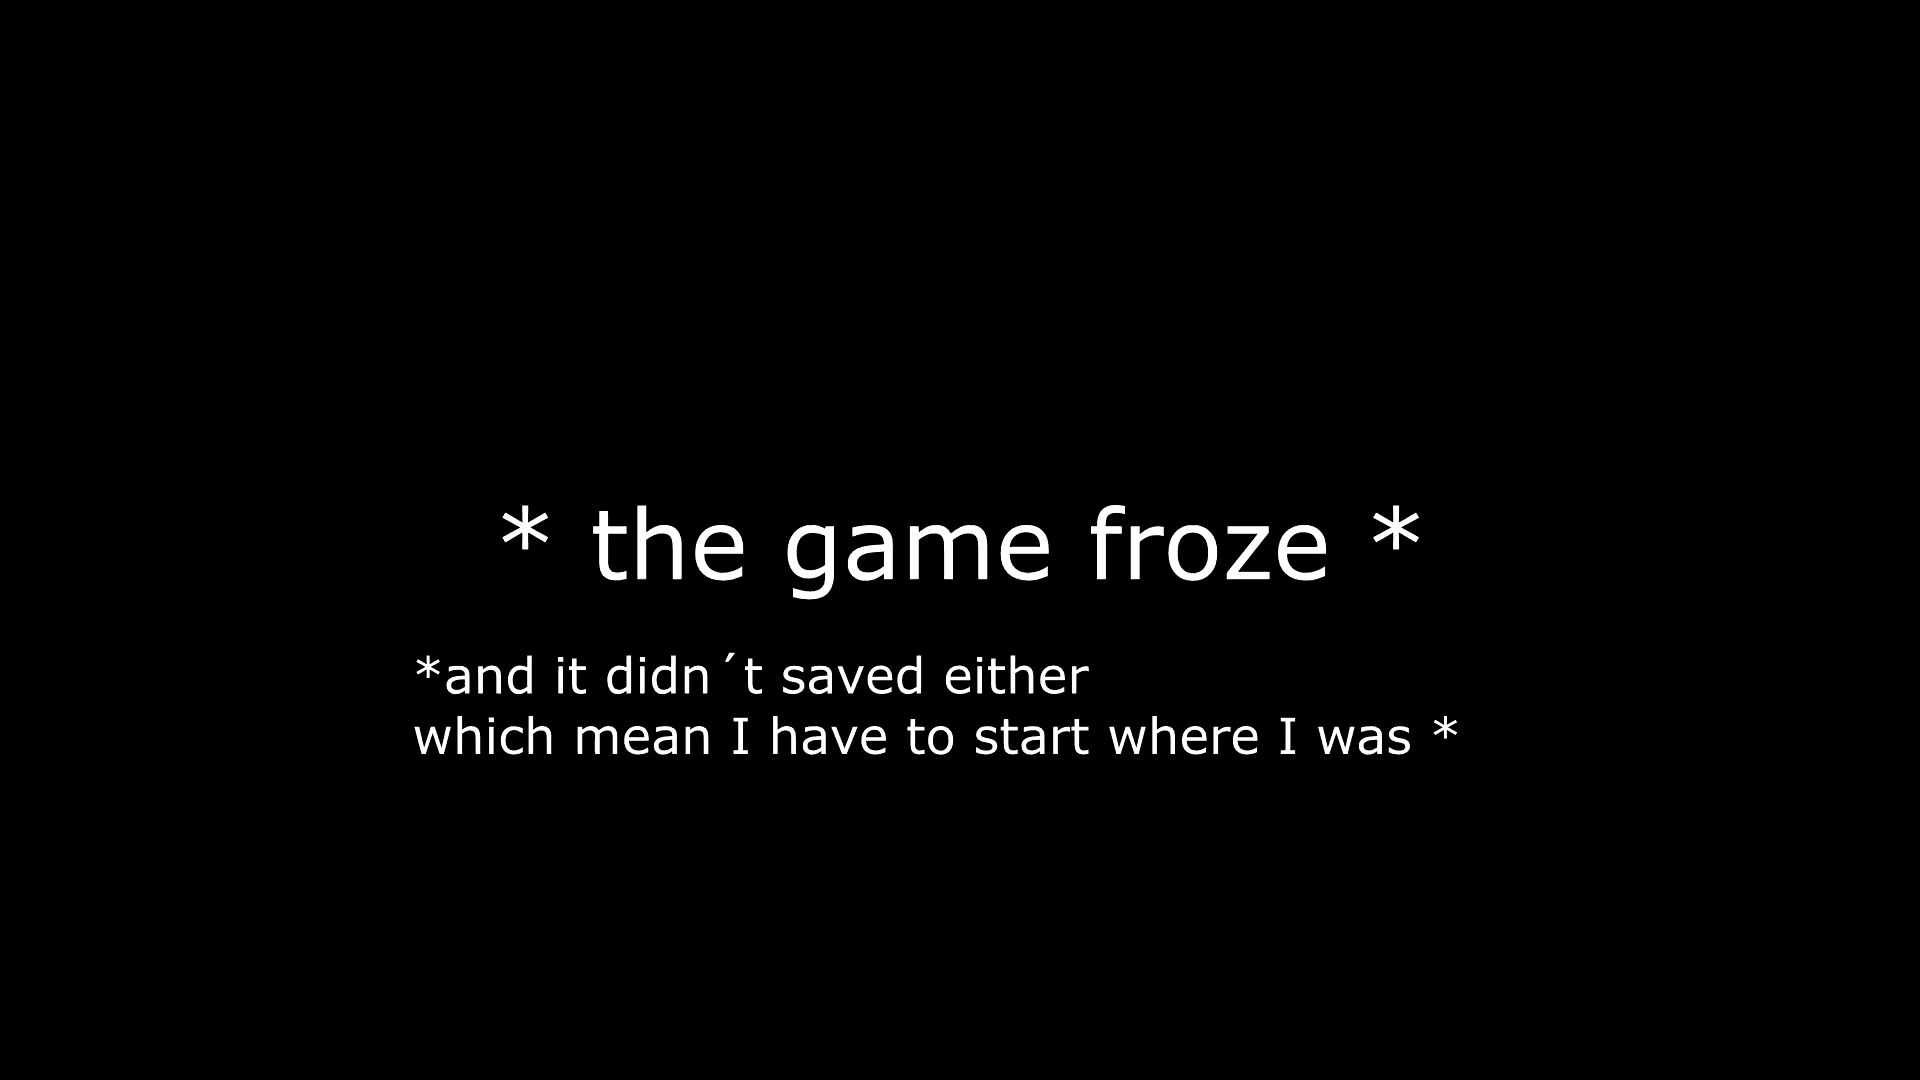 * the game froze *
*and it didn´t saved either
which mean I have to start where I was *